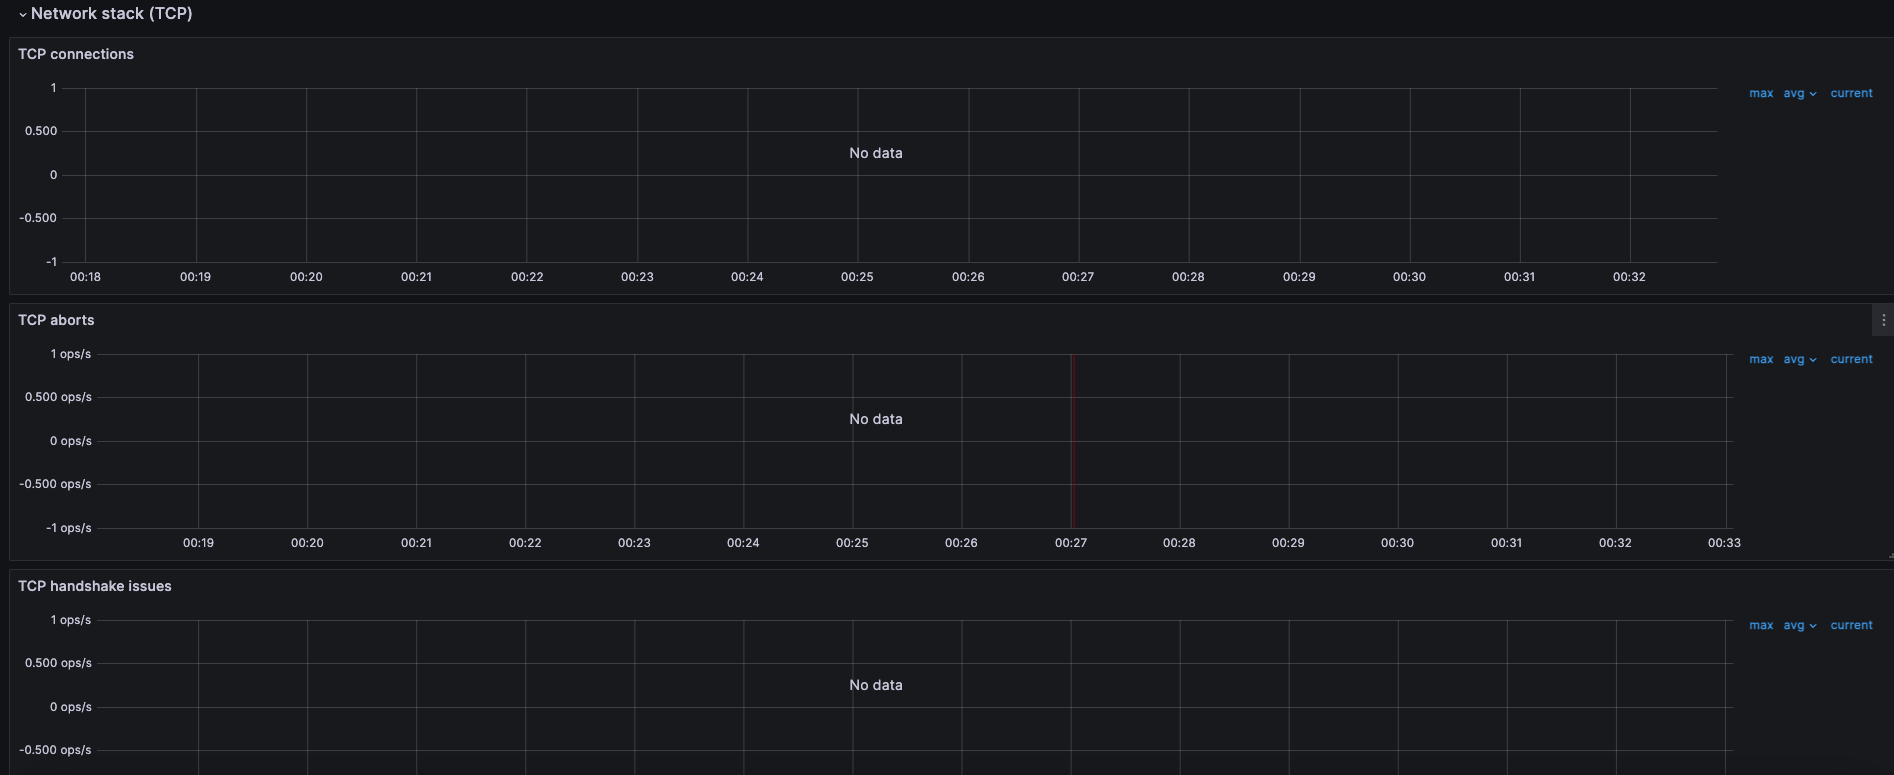 Network stack (TCP)
TCP connections
1
0.500
0
-0.500
-1
No data
max avg current
00:18 00:19 00:20 00:21 00:22 00:23 00:24 00:25 00:26 00:27 00:28 00:29 00:30 00:31 00:32
TCP aborts
1 ops/s
0.500 ops/s
0 ops/s
-0.500 ops/s
-1 ops/s
No data
max avg current
00:19 00:20 00:21 00:22 00:23 00:24 00:25 00:26 00:27 00:28 00:29 00:30 00:31 00:32 00:33
TCP handshake issues
1 ops/s
0.500 ops/s
0 ops/s
-0.500 ops/s
No data
max avg current